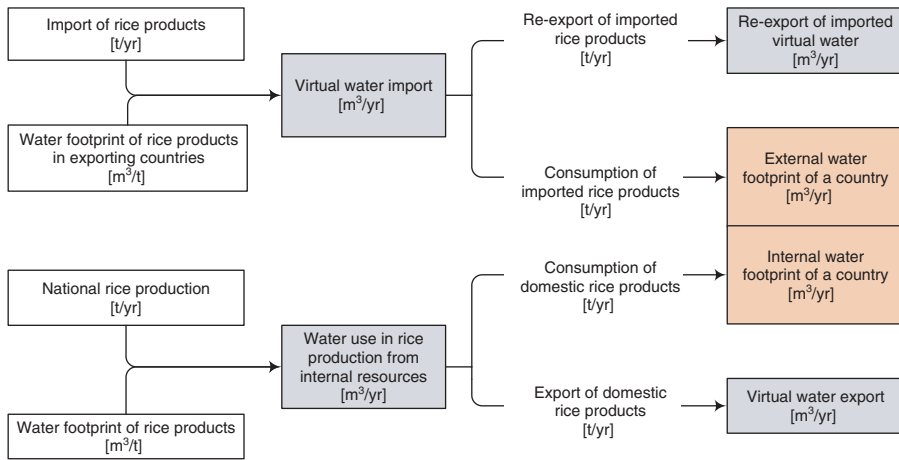 Import of rice products
[t/yr]
Water footprint of rice products
in exporting countries
[m³/t]
Virtual water import
[m³/yr]
Re-export of imported
rice products
[t/yr]
Re-export of imported
virtual water
[m³/yr]
Consumption of
imported rice products
[t/yr]
External water
footprint of a country
[m³/yr]
National rice production
[t/yr]
Water footprint of rice products
[m³/t]
Water use in rice
production from
internal resources
[m³/yr]
Consumption of
domestic rice products
[t/yr]
Internal water
footprint of a country
[m³/yr]
Export of domestic
rice products
[t/yr]
Virtual water export
[m³/yr]